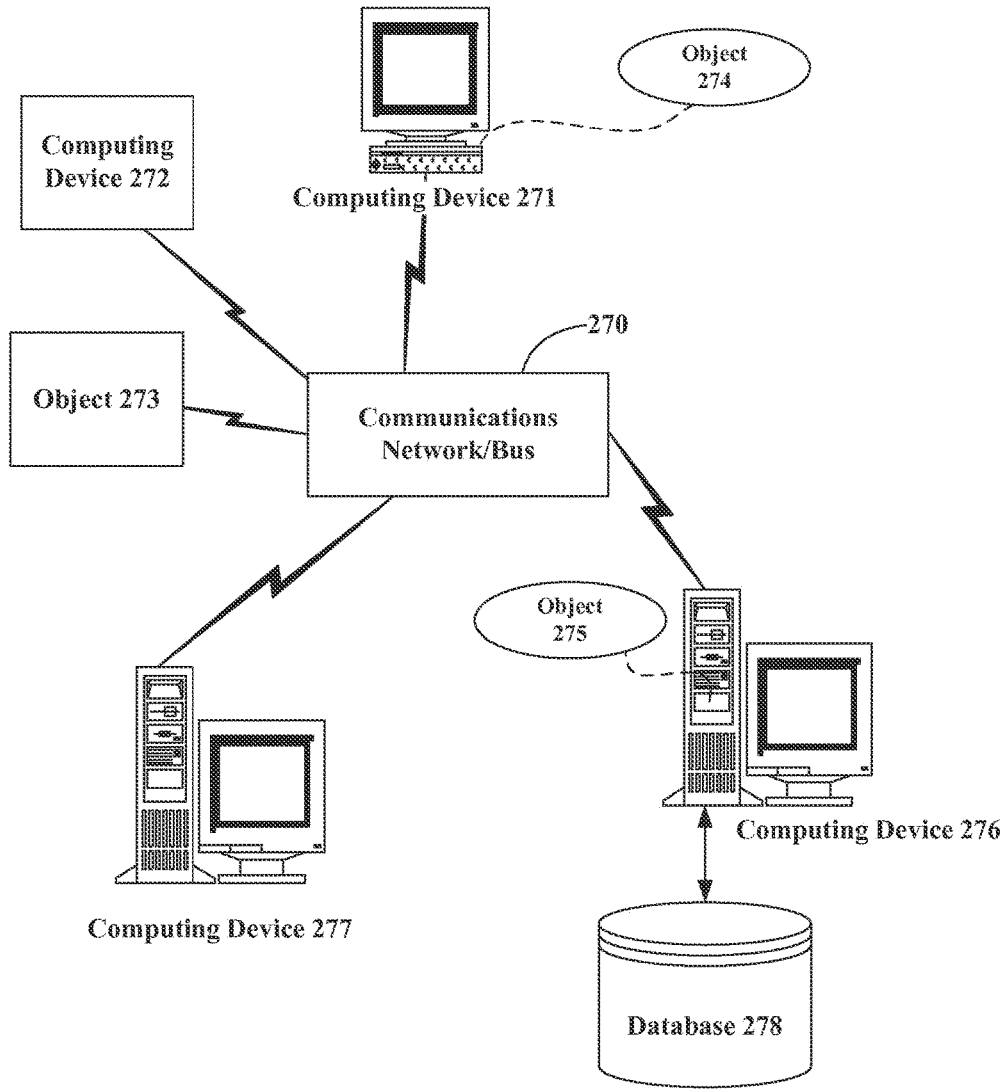 Object
274
Computing
Device 272
Computing Device 271
270
Object 273
Communications
Network/Bus
Object
275
Computing Device 276
Computing Device 277
Database 278